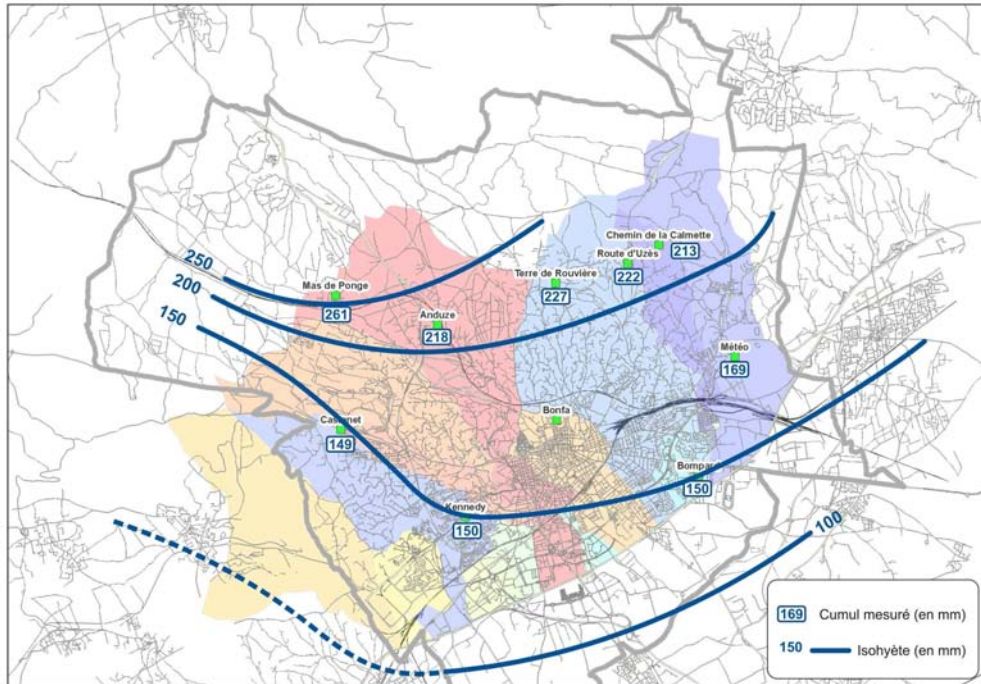 250
200
150
Mas de Ponge
261
Anduze
218
Terre de Rouvière
227
Route d'Uzès
222
Chemin de la Calmette
213
Météo
169
Bonfa
149
Kennedy
150
150
100
169 Cumul mesuré (en mm)
150 Isohyète (en mm)